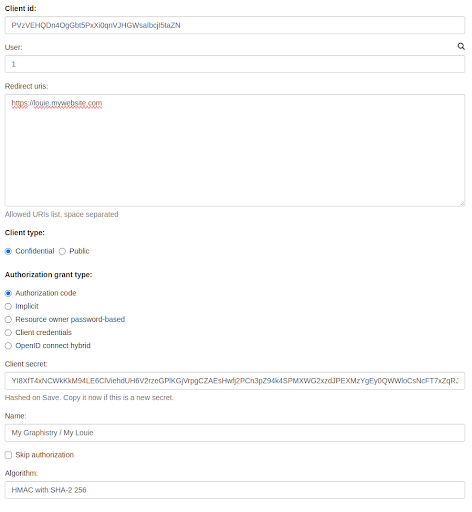 Client id:
PVzVEHQDn4OgGbt5PxXi0qnVJHGWsaIbcjI5taZN
User:
1
Redirect uris:
https://louie.mywebsite.com
Allowed URIs list, space separated
Client type:
Confidential Public
Authorization grant type:
Authorization code
Implicit
Resource owner password-based
Client credentials
OpenID connect hybrid
Client secret:
Hashed on Save. Copy it now if this is a new secret.
Name:
My Graphistry / My Louie
Skip authorization
Algorithm:
HMAC with SHA-2 256